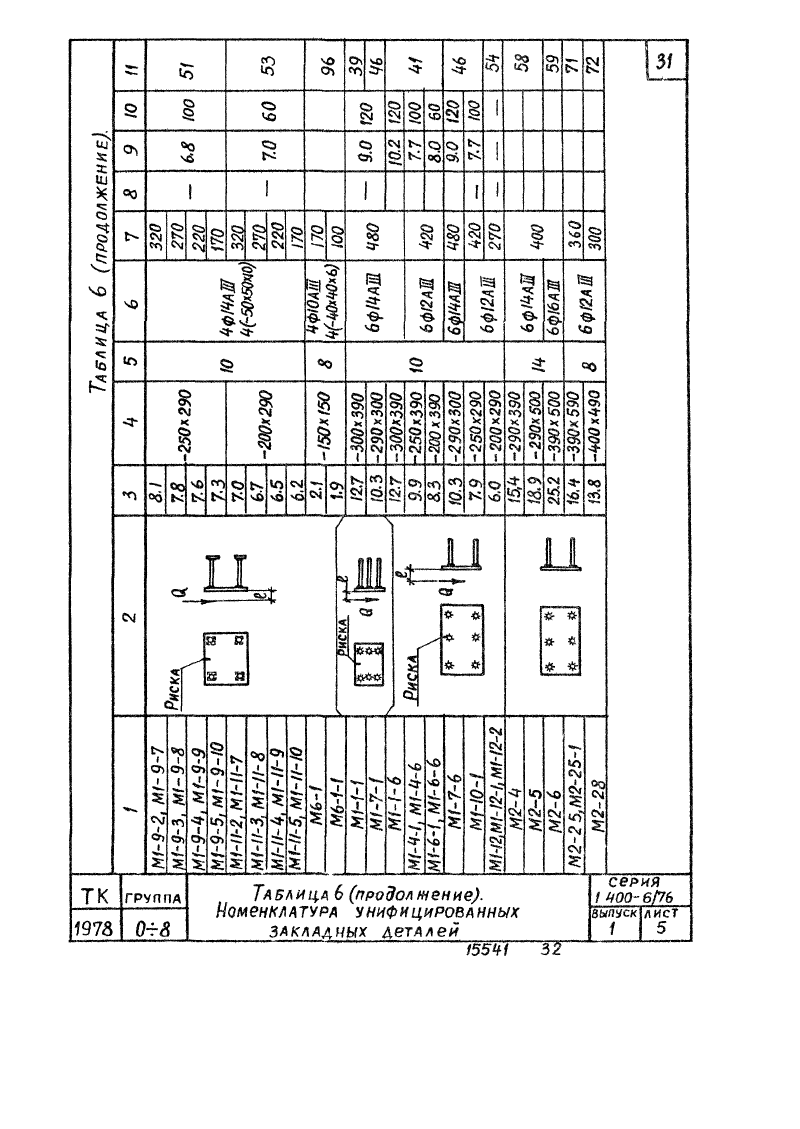 31
Таблица 6 (продолжение).
1 2 3 4 5 6 7 8 9 10 11
М1-9-2, М1-9-7 8.1 -250x290 10 4ф14АIII 320 — 6.8 100 51
4(-50x50x10)
М1-9-3, М1-9-8 7.8 270
М1-9-4, М1-9-9 7.6 220
М1-9-5, М1-9-10 7.3 170
М1-11-2, М1-11-7 7.0 -200x290 320 — 7.0 60 53
М1-11-3, М1-11-8 6.7 270
М1-11-4, М1-11-9 6.5 220
М1-11-5, М1-11-10 6.2 170
М6-1 2.1 -150x150 8 4ф10АIII 170 96
4(-40x40x6)
М6-1-1 1.9 100
М1-1-1 12.7 -300x390 10 6ф14АIII 480 — 9.0 120 39
М1-7-1 10.3 -290x300 46
М1-1-6 12.7 -300x390 10.2 120 41
М1-4-1, М1-4-6 9.9 -250x390 6ф12АIII 420 7.7 100
М1-6-1, М1-6-6 8.3 -200x390 8.0 60
М1-7-6 10.3 -290x300 6ф14АIII 480 9.0 120 46
М1-10-1 7.9 -250x290 6ф12АIII 420 — 7.7 100
М1-12, М1-12-1, М1-12-2 6.0 -200x290 270 — — — 54
М2-4 15.4 -290x390 14 6ф14АIII 400 58
М2-5 18.9 -290x500
М2-6 25.2 -390x500 6ф16АIII 59
М2-25, М2-25-1 16.4 -390x590 8 6ф12АIII 360 71
М2-28 13.8 -400x490 300 72
Риска Q ℓ
Риска Q ℓ
Риска Q ℓ
ТК
1978
группа
0÷8
Таблица 6 (продолжение).
Номенклатура унифицированных
закладных деталей
серия
1 400-6/76
выпуск
1
лист
5
15541 32